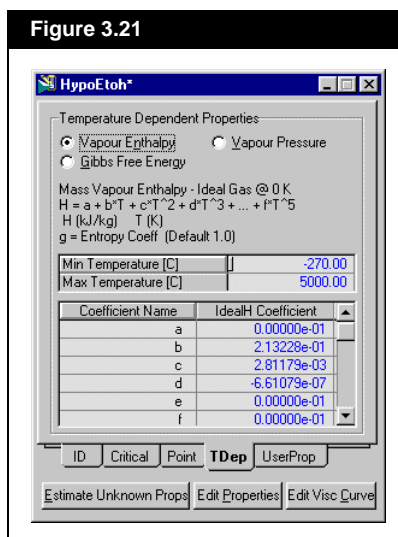 Figure 3.21
HypoEtoh*
Temperature Dependent Properties
Vapour Enthalpy Vapour Pressure
Gibbs Free Energy
Mass Vapour Enthalpy - Ideal Gas @ 0 K
H = a + b*T + c*T^2 + d*T^3 + ... + f*T^5
H (kJ/kg) T (K)
g = Entropy Coeff (Default 1.0)
Min Temperature [C] -270.00
Max Temperature [C] 5000.00
Coefficient Name IdealH Coefficient
a 0.00000e-01
b 2.13228e-01
c 2.81179e-03
d -6.61079e-07
e 0.00000e-01
f 0.00000e-01
ID Critical Point TDep UserProp
Estimate Unknown Props Edit Properties Edit Visc Curve